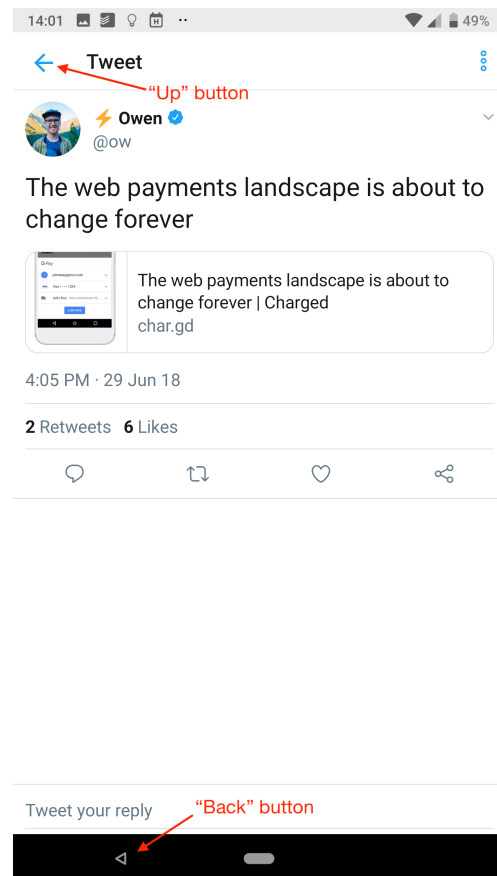 14:01
49%
Tweet
“Up” button
Owen
@ow
The web payments landscape is about to
change forever
G Pay
The web payments landscape is about to
change forever | Charged
char.gd
4:05 PM · 29 Jun 18
2 Retweets 6 Likes
Tweet your reply
“Back” button